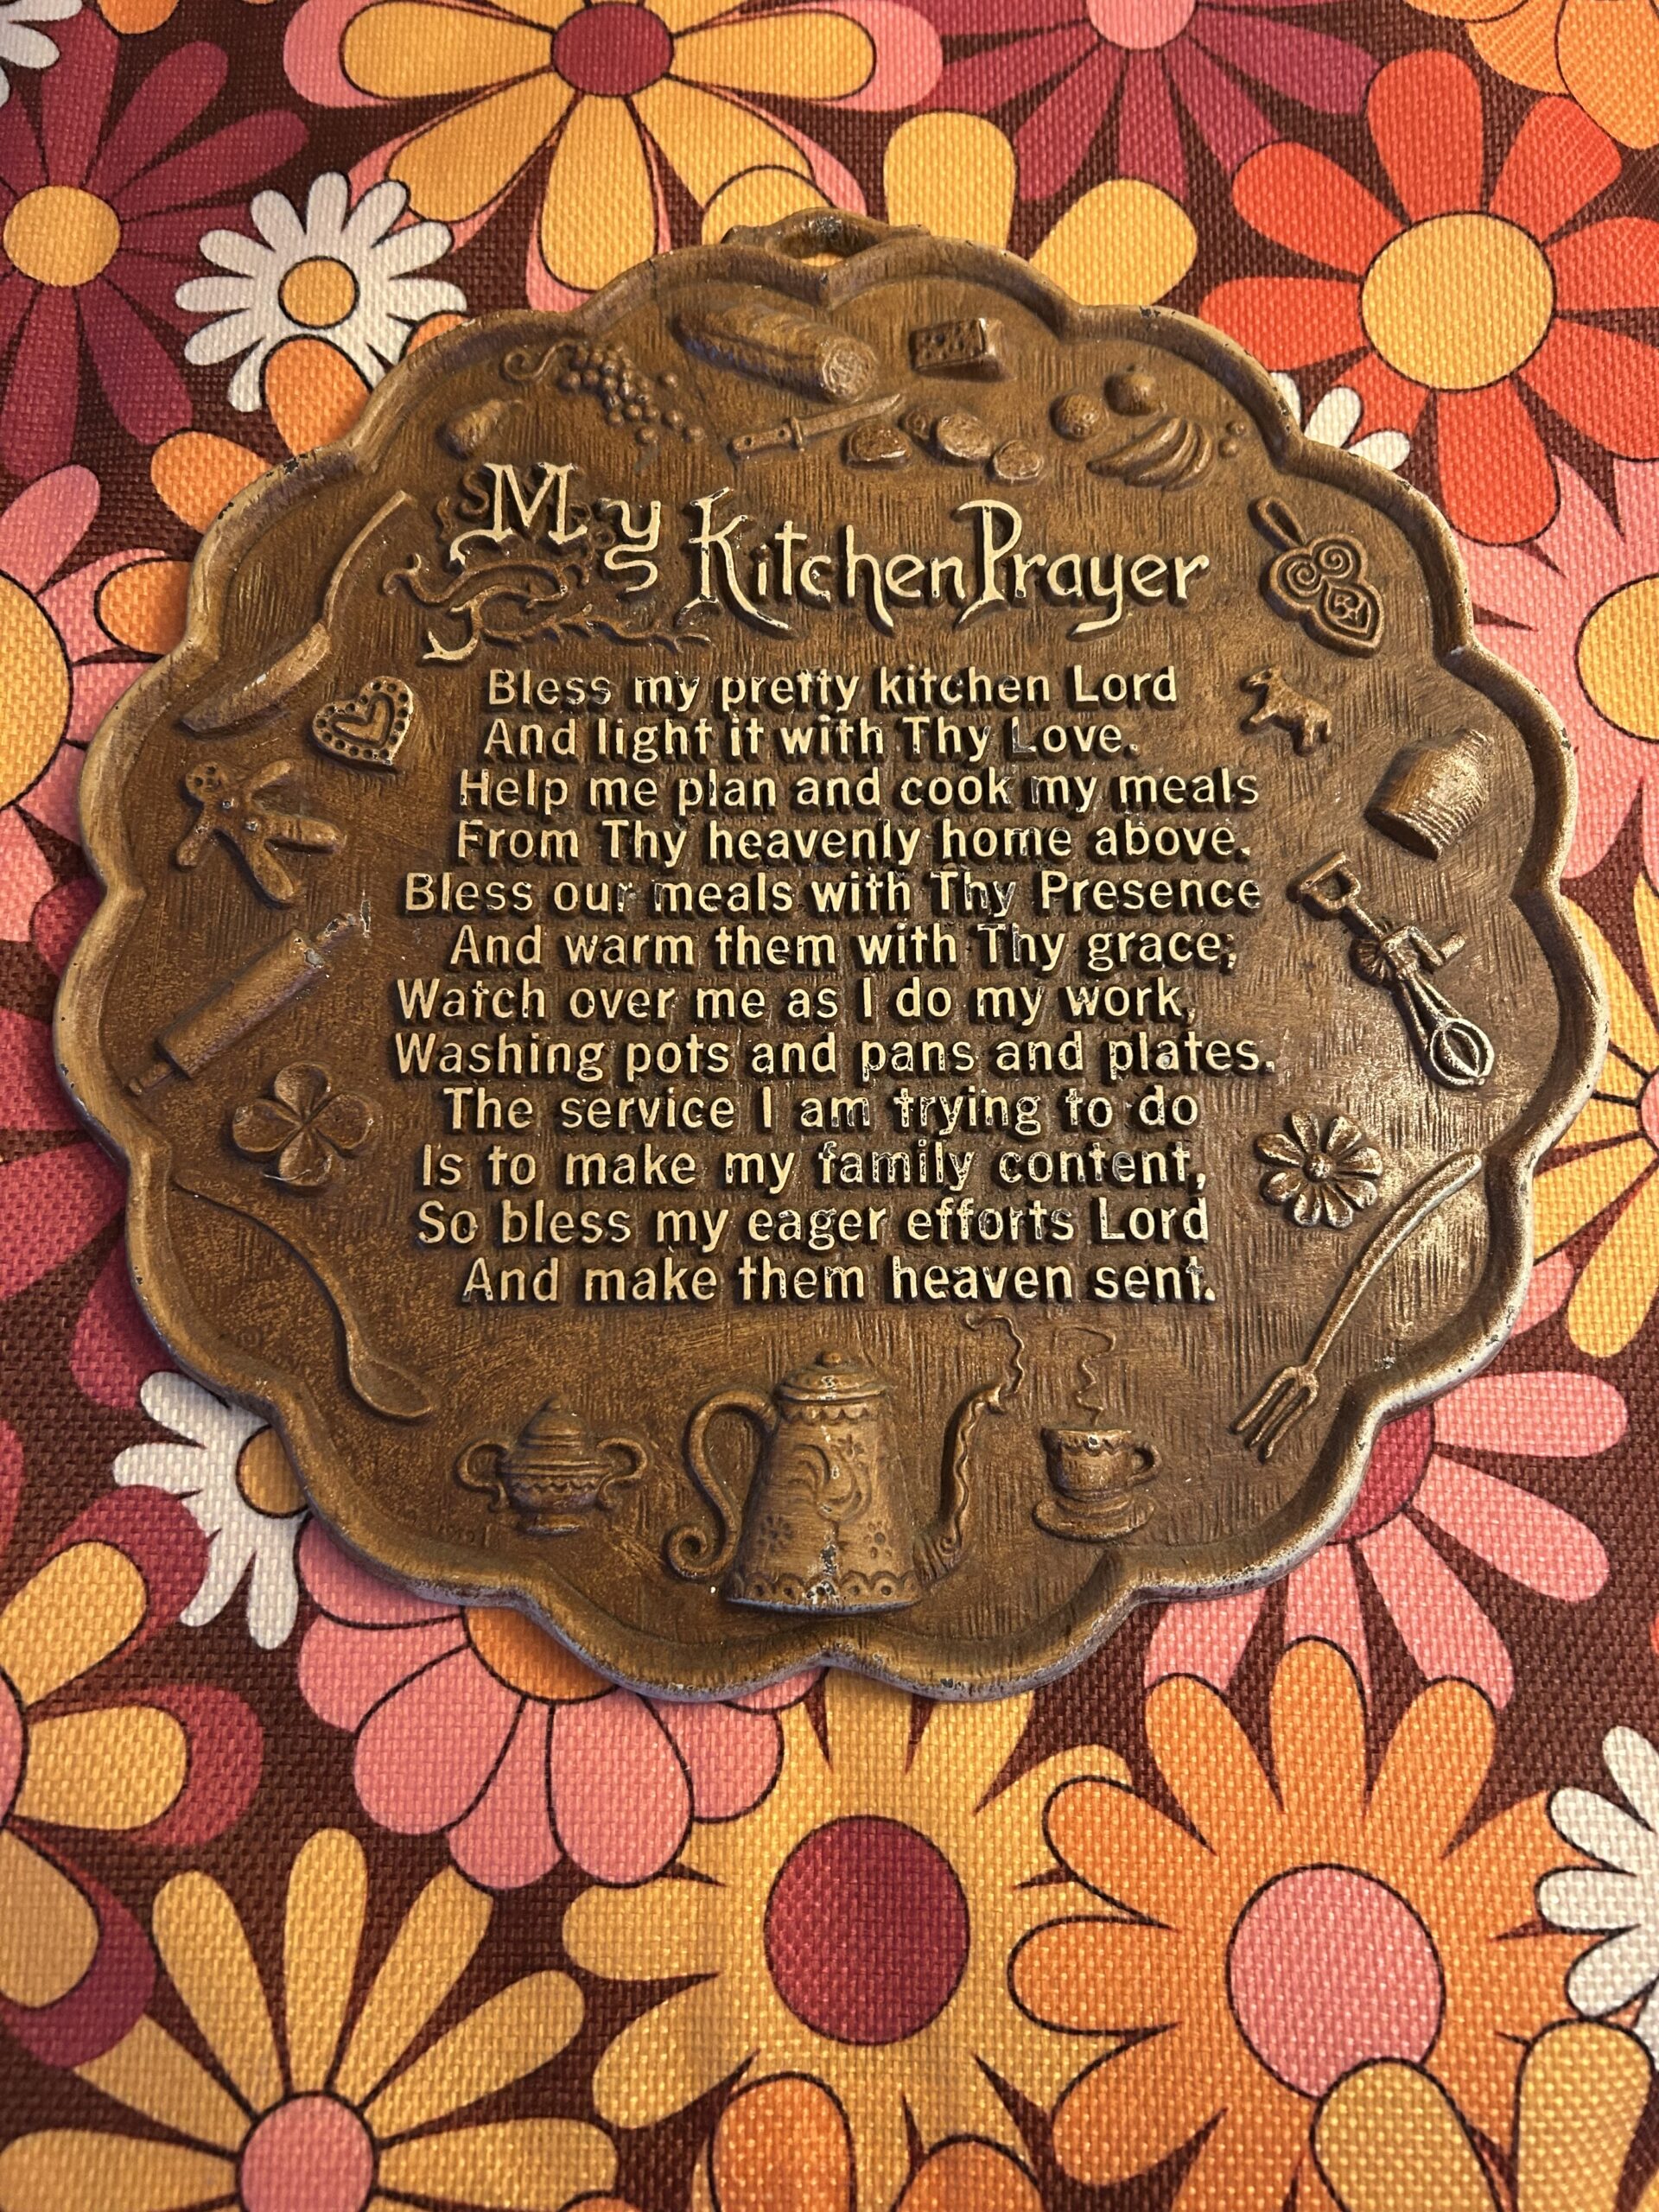 My Kitchen Prayer
Bless my pretty kitchen Lord
And light it with Thy Love.
Help me plan and cook my meals
From Thy heavenly home above.
Bless our meals with Thy Presence
And warm them with Thy grace;
Watch over me as I do my work,
Washing pots and pans and plates.
The service I am trying to do
Is to make my family content,
So bless my eager efforts Lord
And make them heaven sent.